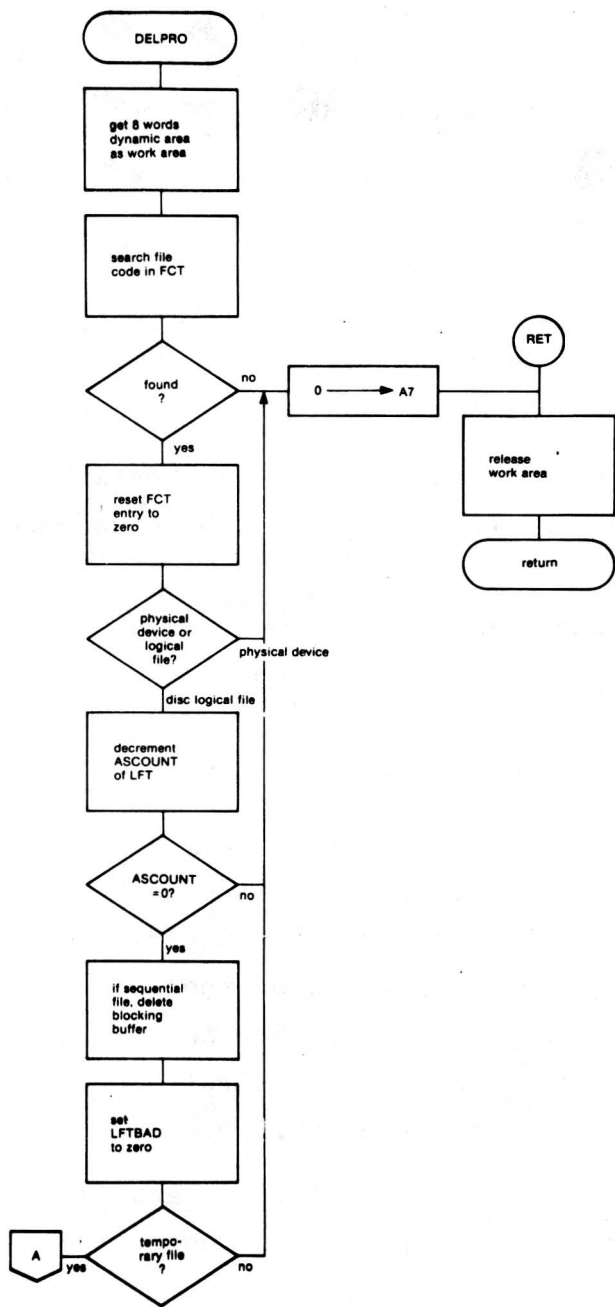 DELPRO
get 8 words
dynamic area
as work area
search file
code in FCT
found
?
no
yes
0 → A7
RET
release
work area
return
reset FCT
entry to
zero
physical
device or
logical
file?
physical device
disc logical file
decrement
ASCOUNT
of LFT
ASCOUNT
=0?
no
yes
if sequential
file, delete
blocking
buffer
set
LFTBAD
to zero
tempo-
rary file
?
A
yes
no